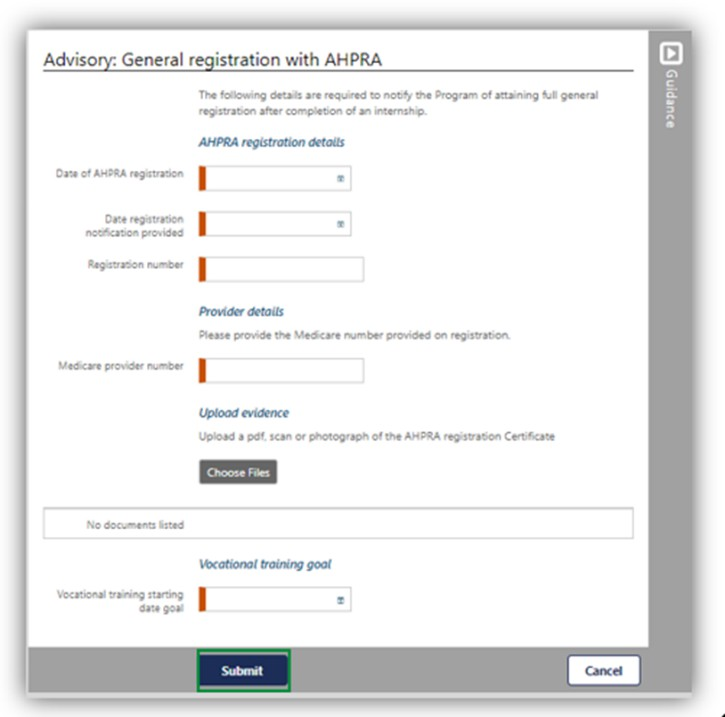 Advisory: General registration with AHPRA
Guidance
The following details are required to notify the Program of attaining full general
registration after completion of an internship.
AHPRA registration details
Date of AHPRA registration
Date registration
notification provided
Registration number
Provider details
Please provide the Medicare number provided on registration.
Medicare provider number
Upload evidence
Upload a pdf, scan or photograph of the AHPRA registration Certificate
Choose Files
No documents listed
Vocational training goal
Vocational training starting
date goal
Submit
Cancel